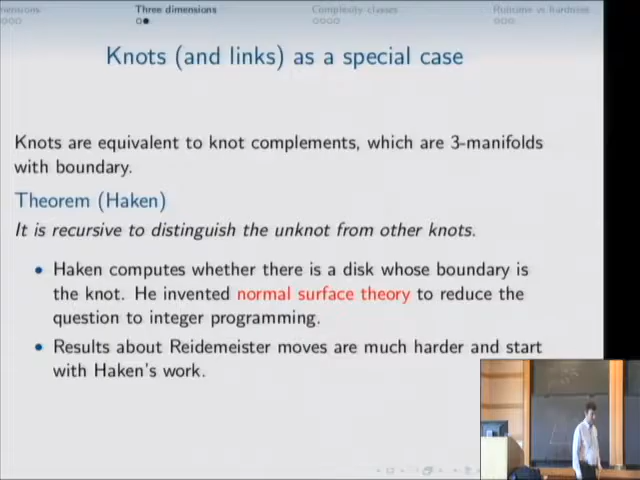 Three dimensions
Complexity classes
Runtime vs hardness
Knots (and links) as a special case
Knots are equivalent to knot complements, which are 3-manifolds
with boundary.
Theorem (Haken)
It is recursive to distinguish the unknot from other knots.
• Haken computes whether there is a disk whose boundary is
the knot. He invented normal surface theory to reduce the
question to integer programming.
• Results about Reidemeister moves are much harder and start
with Haken's work.